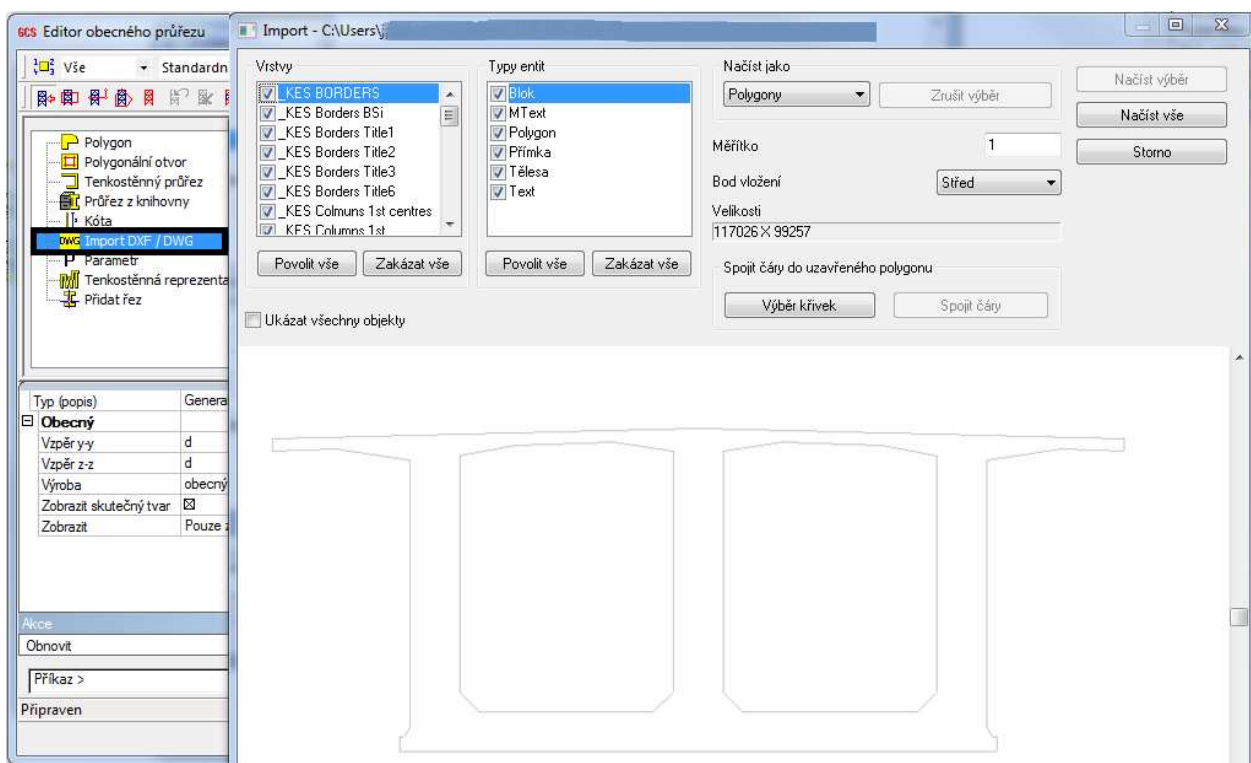 GCS Editor obecného průřezu
Vše Standardn
Polygon
Polygonální otvor
Tenkostěnný průřez
Průřez z knihovny
Kóta
DWG Import DXF / DWG
Parametr
Tenkostěnná reprezenta
Přidat řez
Typ (popis) Genera
Obecný
Vzpěr y-y d
Vzpěr z-z d
Výroba obecný
Zobrazit skutečný tvar
Zobrazit Pouze z
Akce
Obnovit
Příkaz >
Připraven
Import - C:\Users\j
Vrstvy
_KES BORDERS
_KES Borders BSi
_KES Borders Title1
_KES Borders Title2
_KES Borders Title3
_KES Borders Title6
_KES Colmuns 1st centres
_KES Columns 1st
Povolit vše Zakázat vše
Ukázat všechny objekty
Typy entit
Blok
MText
Polygon
Přímka
Tělesa
Text
Povolit vše Zakázat vše
Načíst jako
Polygony Zrušit výběr
Měřítko 1
Bod vložení Střed
Velikosti
117026 X 99257
Spojit čáry do uzavřeného polygonu
Výběr křivek Spojit čáry
Načíst výběr
Načíst vše
Storno